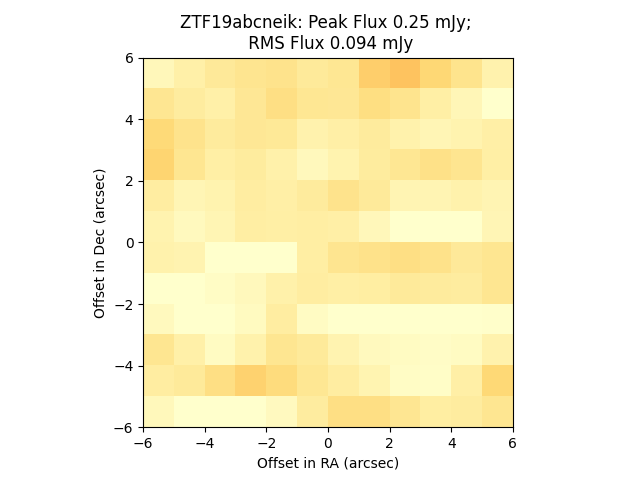 ZTF19abcneik: Peak Flux 0.25 mJy;
RMS Flux 0.094 mJy
6
4
2
0
−2
−4
−6
Offset in Dec (arcsec)
−6 −4 −2 0 2 4 6
Offset in RA (arcsec)